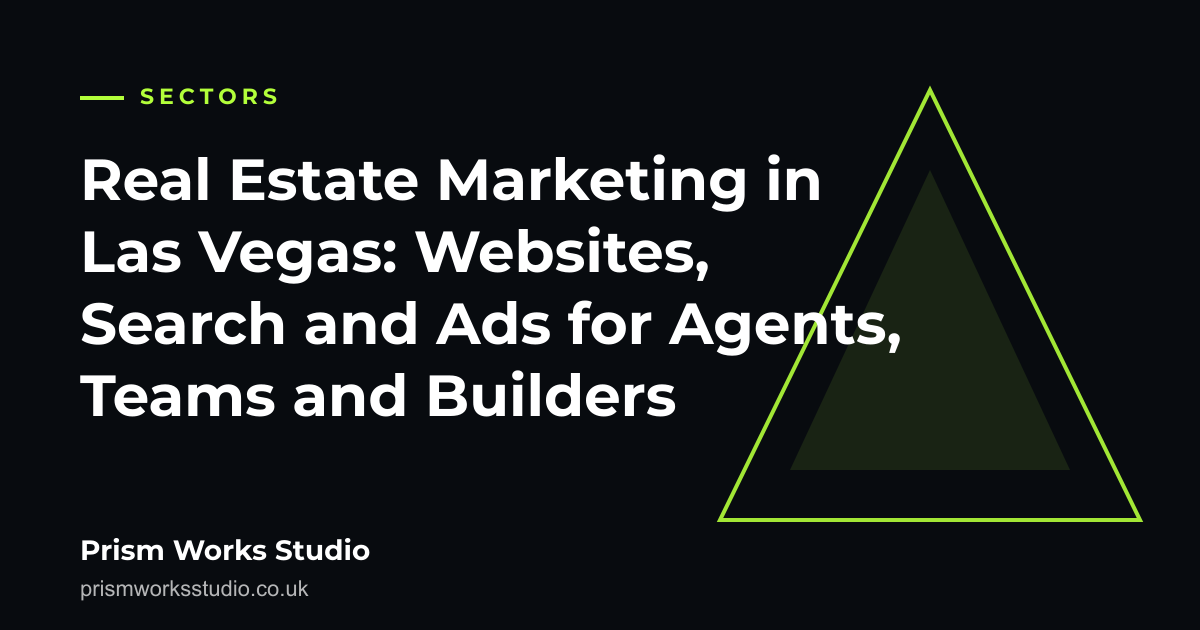 SECTORS
Real Estate Marketing in
Las Vegas: Websites,
Search and Ads for Agents,
Teams and Builders
Prism Works Studio
prismworksstudio.co.uk